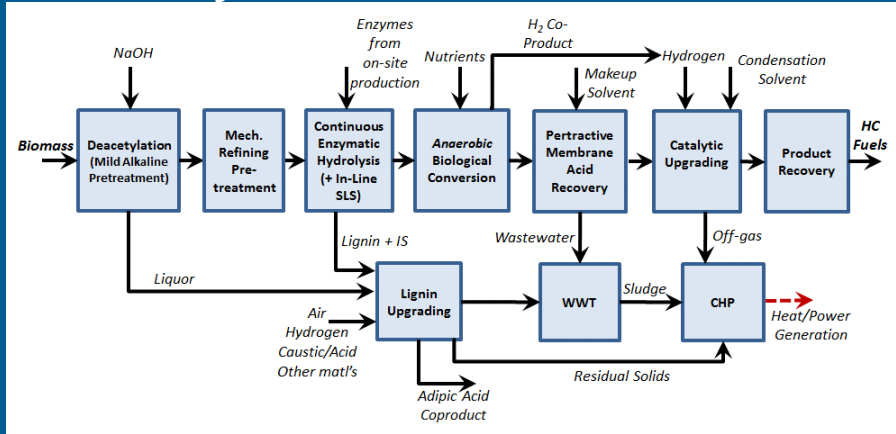 NaOH
Enzymes
from
on-site
production
Nutrients
H2 Co-
Product
Makeup
Solvent
Hydrogen
Condensation
Solvent
Biomass
Deacetylation
(Mild Alkaline
Pretreatment)
Mech.
Refining
Pre-
treatment
Continuous
Enzymatic
Hydrolysis
(+ In-Line
SLS)
Anaerobic
Biological
Conversion
Pertractive
Membrane
Acid
Recovery
Catalytic
Upgrading
Product
Recovery
HC
Fuels
Lignin + IS
Wastewater
Off-gas
Liquor
Lignin
Upgrading
WWT
Sludge
CHP
Heat/Power
Generation
Air
Hydrogen
Caustic/Acid
Other matl's
Residual Solids
Adipic Acid
Coproduct